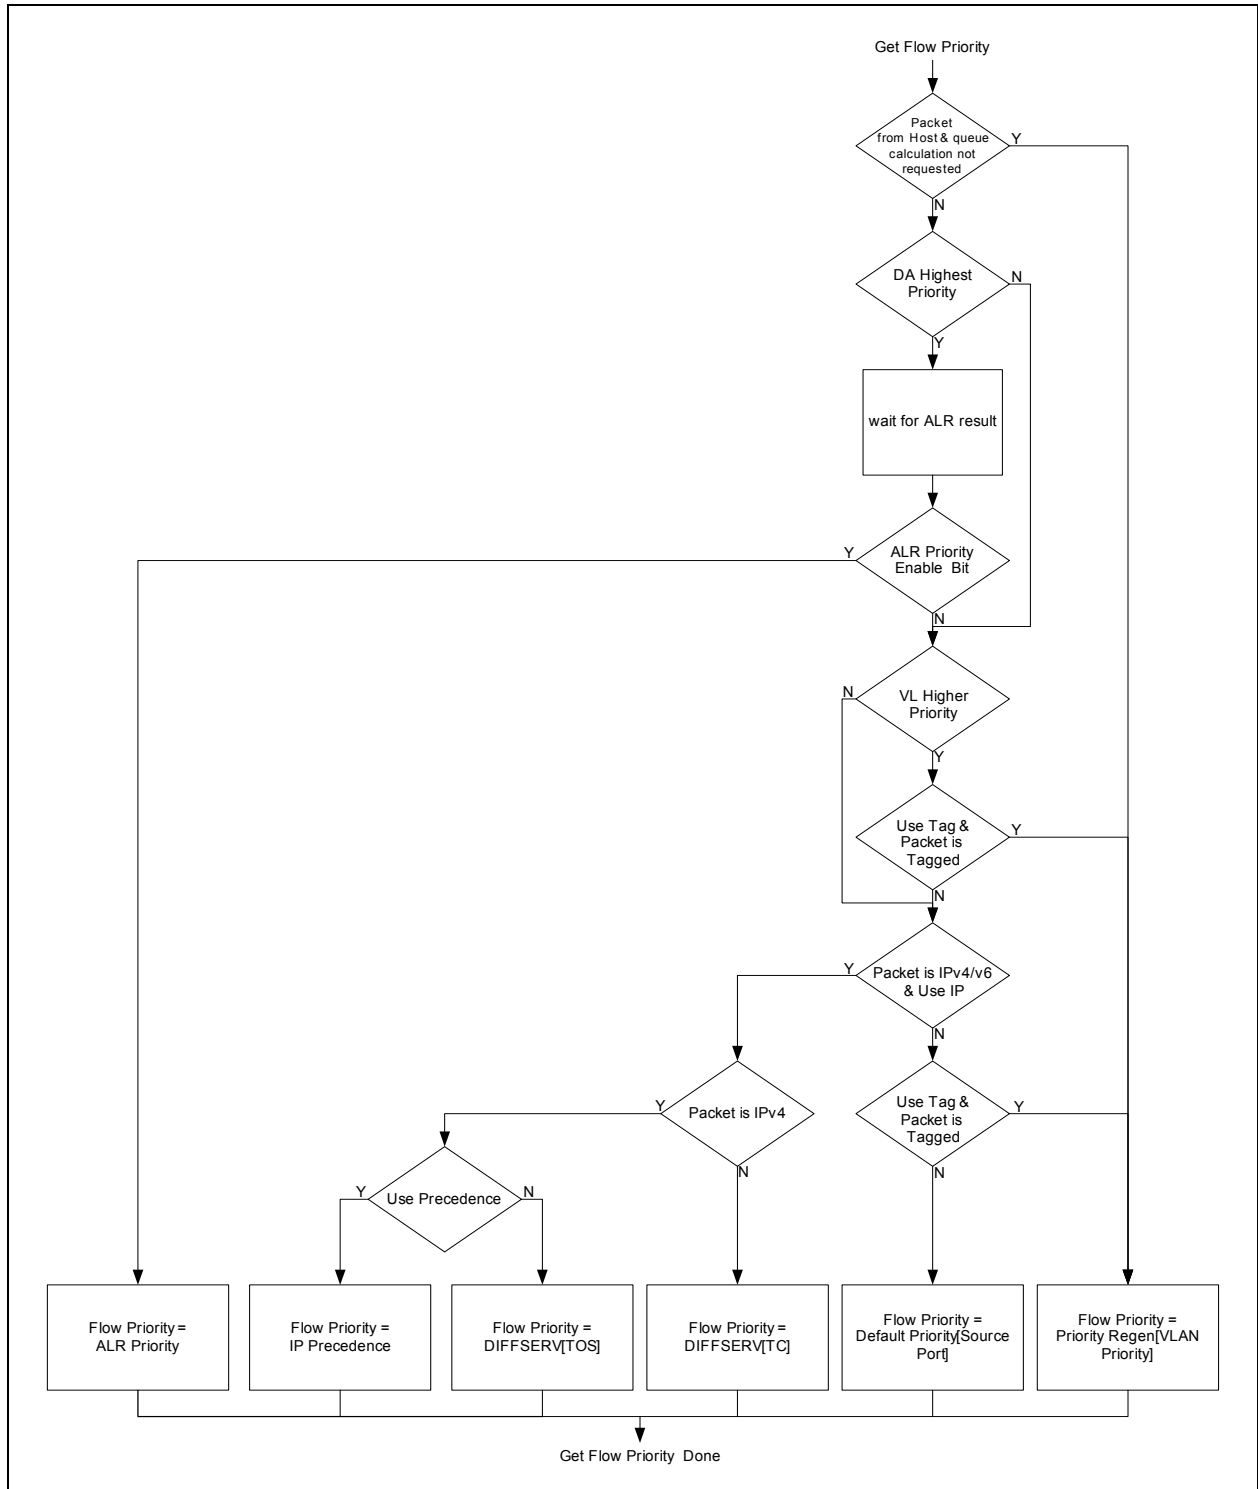 Get Flow Priority
Packet
from Host & queue
calculation not
requested
Y
N
DA Highest
Priority
N
Y
wait for ALR result
Y
ALR Priority
Enable Bit
N
N
VL Higher
Priority
Y
Use Tag &
Packet is
Tagged
Y
N
Y
Packet is IPv4/v6
& Use IP
N
Y
Packet is IPv4
N
Use Tag &
Packet is
Tagged
Y
N
Y
Use Precedence
N
Flow Priority =
ALR Priority
Flow Priority =
IP Precedence
Flow Priority =
DIFFSERV[TOS]
Flow Priority =
DIFFSERV[TC]
Flow Priority =
Default Priority[Source
Port]
Flow Priority =
Priority Regen[VLAN
Priority]
Get Flow Priority Done